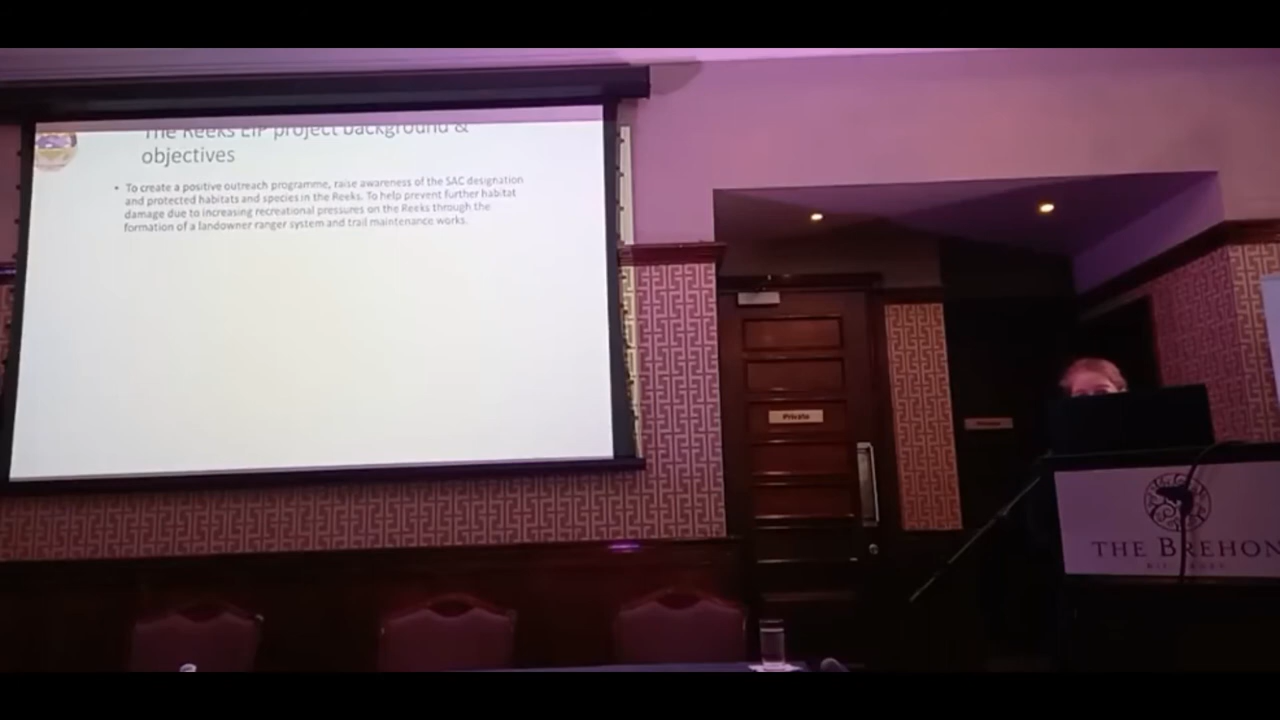 The Reeks EIP project background &
objectives
• To create a positive outreach programme, raise awareness of the SAC designation
and protected habitats and species in the Reeks. To help prevent further habitat
damage due to increasing recreational pressures on the Reeks through the
formation of a landowner ranger system and trail maintenance works.
Private
THE BREHON